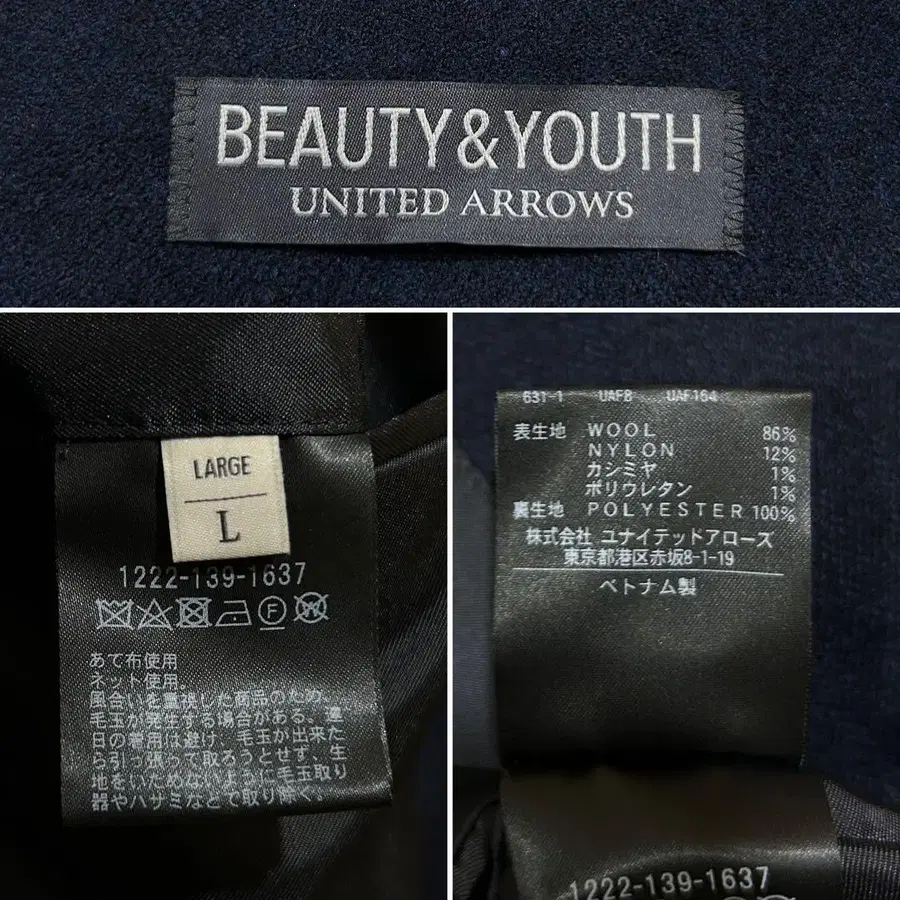 BEAUTY&YOUTH
UNITED ARROWS
LARGE
L
1222-139-1637
あて布使用
ネット使用。
風合いを重視した商品のため、
毛玉が発生する場合がある。連
日の着用は避け、毛玉が出来た
ら引っ張って取ろうとせず、生
地をいためないように毛玉取り
器やハサミなどで取り除く。
631-1 UAF8 UAF164
表生地 WOOL 86%
NYLON 12%
カシミヤ 1%
ポリウレタン 1%
裏生地 POLYESTER 100%
株式会社 ユナイテッドアローズ
東京都港区赤坂8-1-19
ベトナム製
1222-139-1637